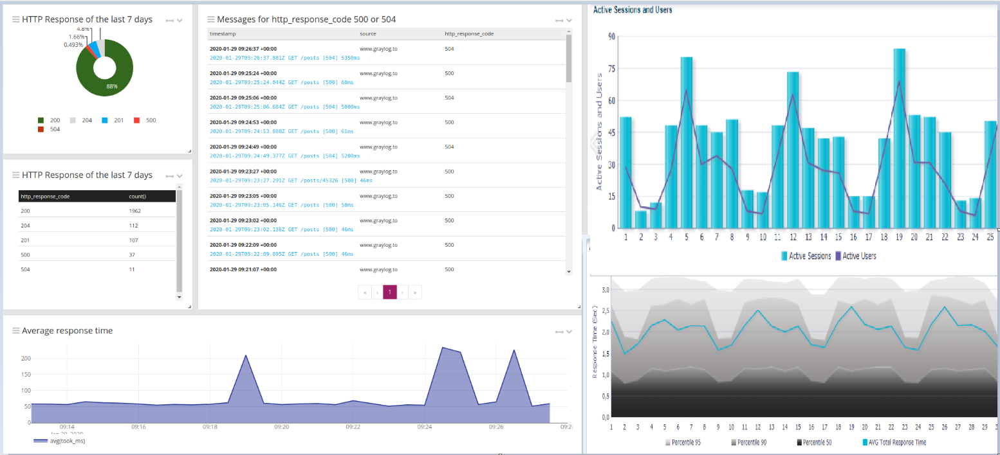 HTTP Response of the last 7 days
4.8%
1.66%
0.493%
88%
200 204 201 500
504
HTTP Response of the last 7 days
http_response_code count()
200 1962
204 112
201 107
500 37
504 11
Messages for http_response_code 500 or 504
timestamp source http_response_code
2020-01-29 09:26:37 +00:00 www.graylog.to 504
2020-01-29T09:26:37.881Z GET /posts [504] 5350ms
2020-01-29 09:25:24 +00:00 www.graylog.to 500
2020-01-29T09:25:24.044Z GET /posts [500] 60ms
2020-01-29 09:25:06 +00:00 www.graylog.to 504
2020-01-29T09:25:06.684Z GET /posts [504] 5000ms
2020-01-29 09:24:53 +00:00 www.graylog.to 500
2020-01-29T09:24:53.808Z GET /posts [500] 61ms
2020-01-29 09:24:49 +00:00 www.graylog.to 504
2020-01-29T09:24:49.377Z GET /posts [504] 5200ms
2020-01-29 09:23:27 +00:00 www.graylog.to 500
2020-01-29T09:23:27.291Z GET /posts/45326 [500] 46ms
2020-01-29 09:23:05 +00:00 www.graylog.to 500
2020-01-29T09:23:05.146Z GET /posts [500] 58ms
2020-01-29 09:23:02 +00:00 www.graylog.to 500
2020-01-29T09:23:02.136Z GET /posts [500] 46ms
2020-01-29 09:22:09 +00:00 www.graylog.to 500
2020-01-29T09:22:09.095Z GET /posts [500] 46ms
2020-01-29 09:21:07 +00:00 www.graylog.to 500
« ‹ 1 › »
Average response time
200
150
100
50
0
09:14 09:16 09:18 09:20 09:22 09:24 09:26 09:28
avg(took_ms)
Active Sessions and Users
Active Sessions and Users
90
75
60
45
30
15
0
1 2 3 4 5 6 7 8 9 10 11 12 13 14 15 16 17 18 19 20 21 22 23 24 25
Active Sessions Active Users
Response Time (Sec)
3,0
2,5
2,0
1,5
1,0
0,5
0,0
1 2 3 4 5 6 7 8 9 10 11 12 13 14 15 16 17 18 19 20 21 22 23 24 25 26 27 28 29
Percentile 95 Percentile 90 Percentile 50 AVG Total Response Time